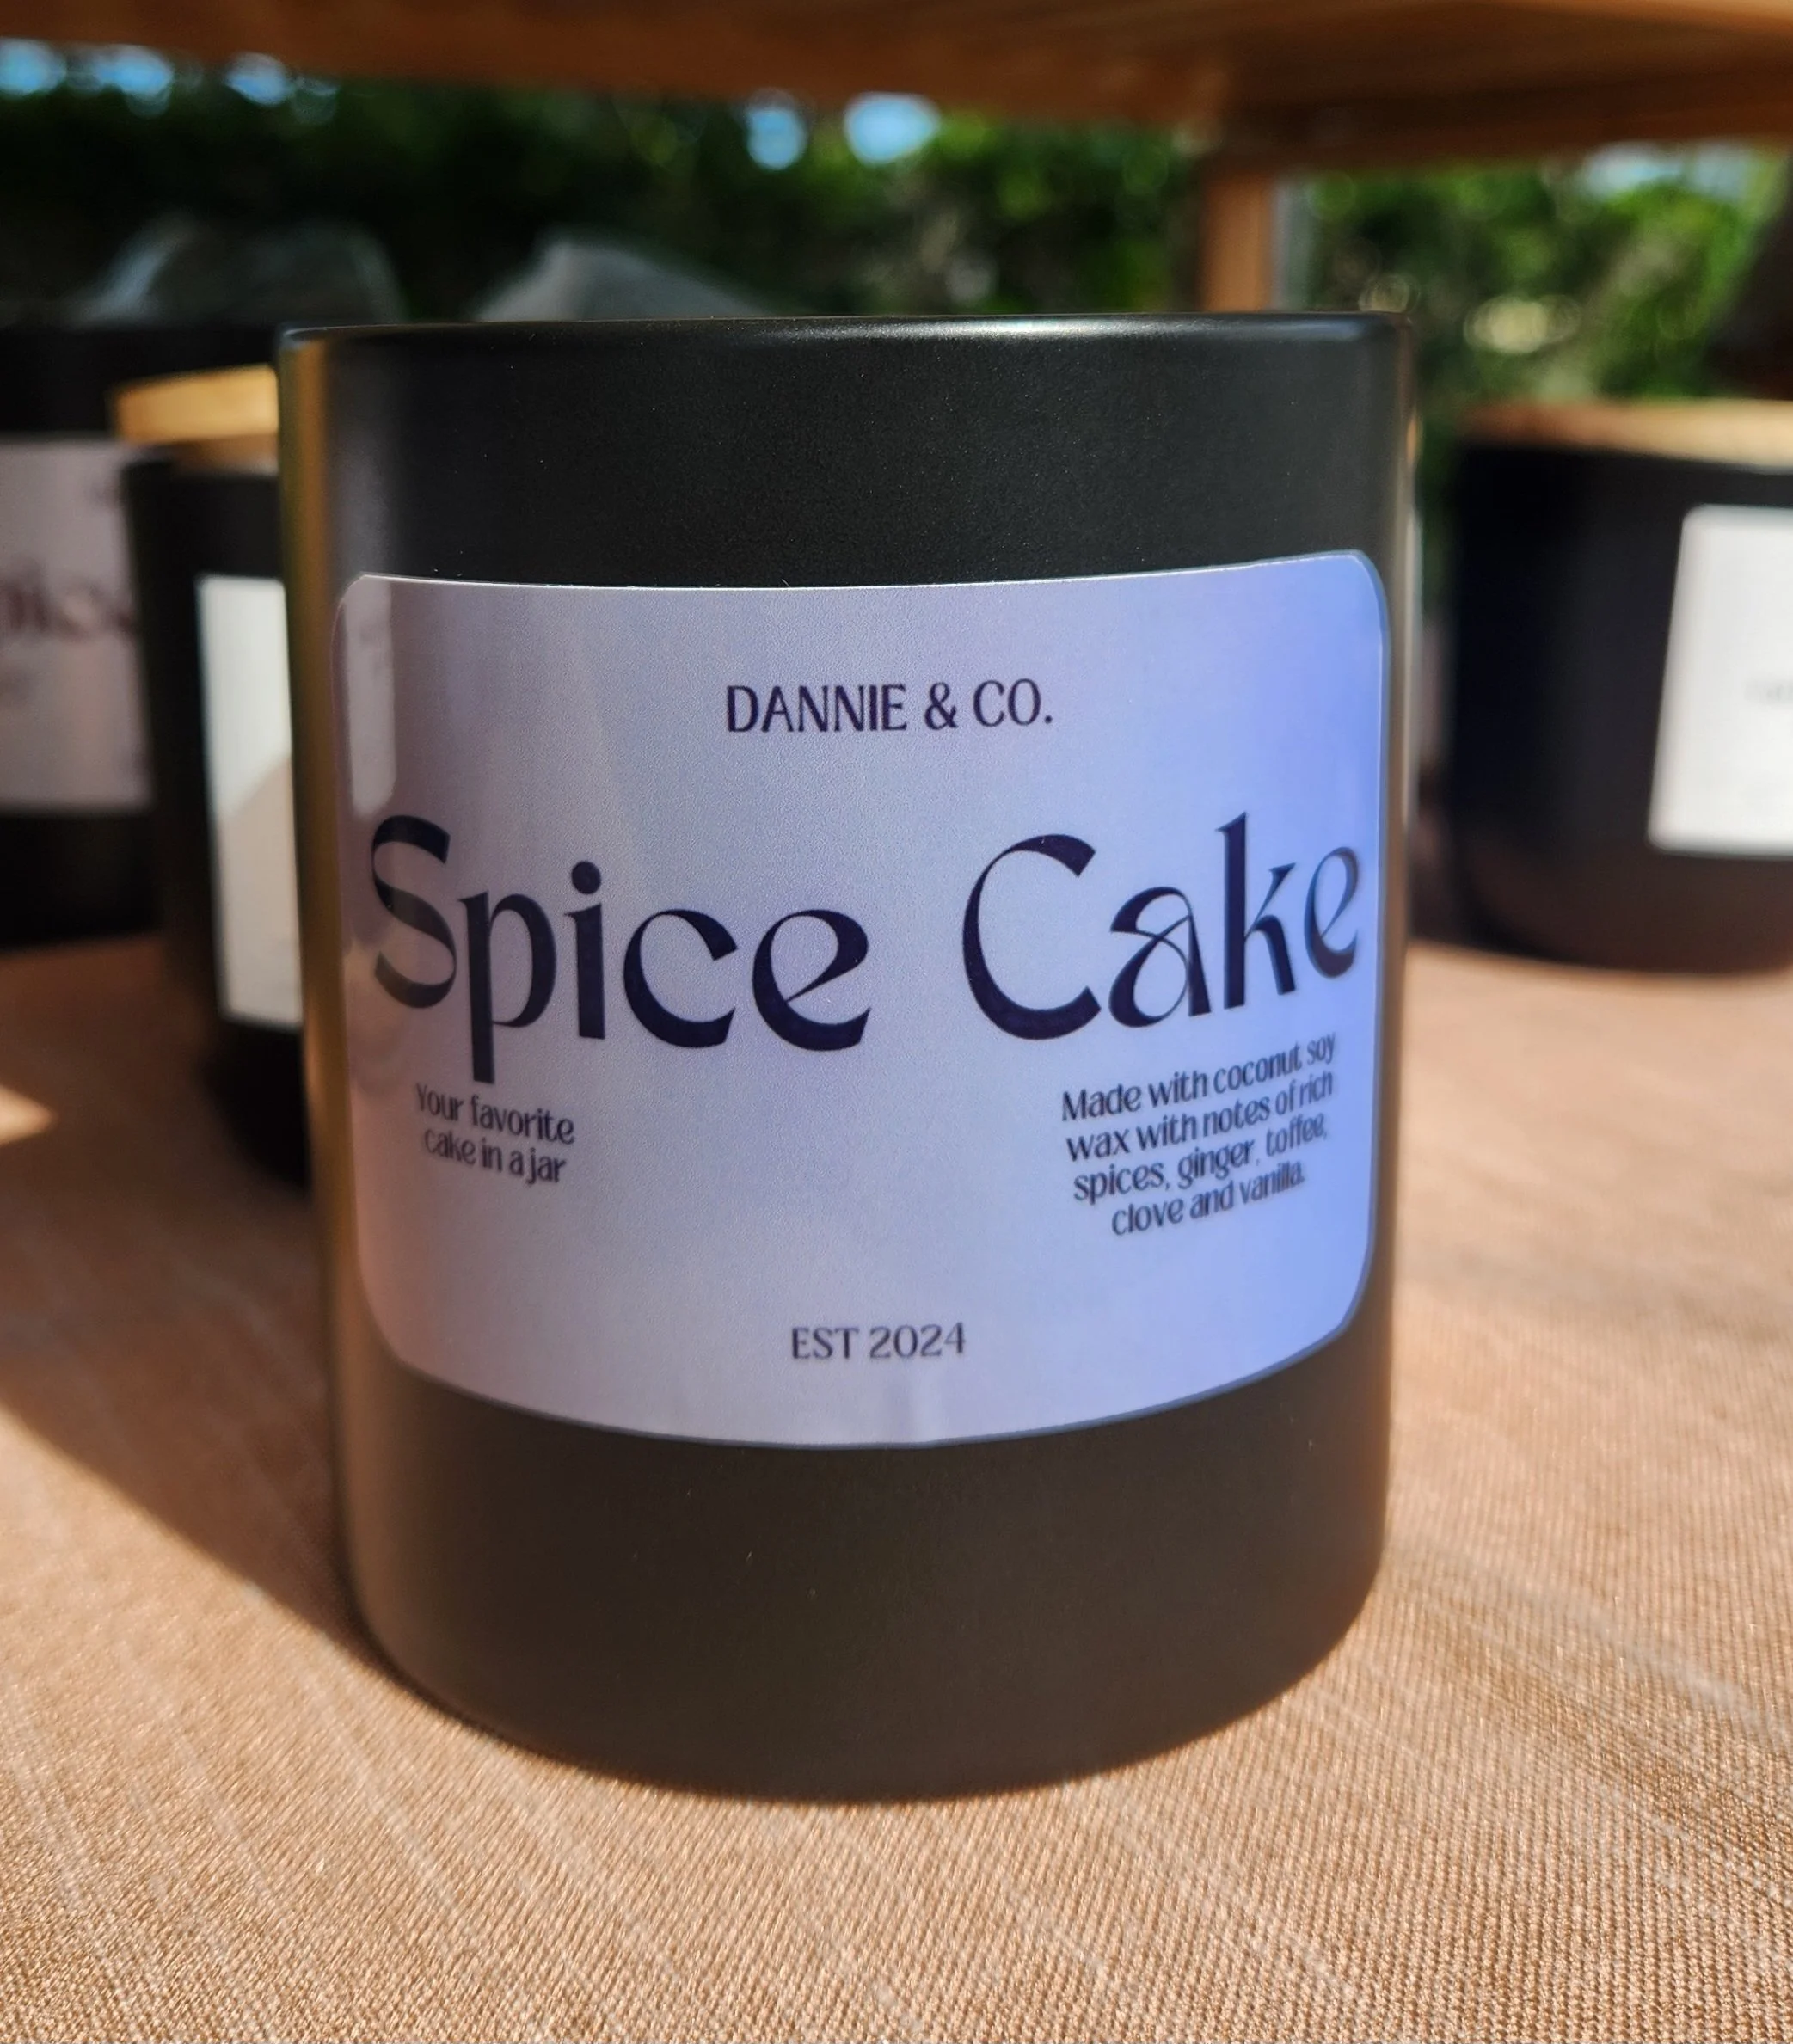 DANNIE & CO.
Spice Cake
Your favorite
cake in a jar
Made with coconut soy
wax with notes of rich
spices, ginger, toffee,
clove and vanilla.
EST 2024